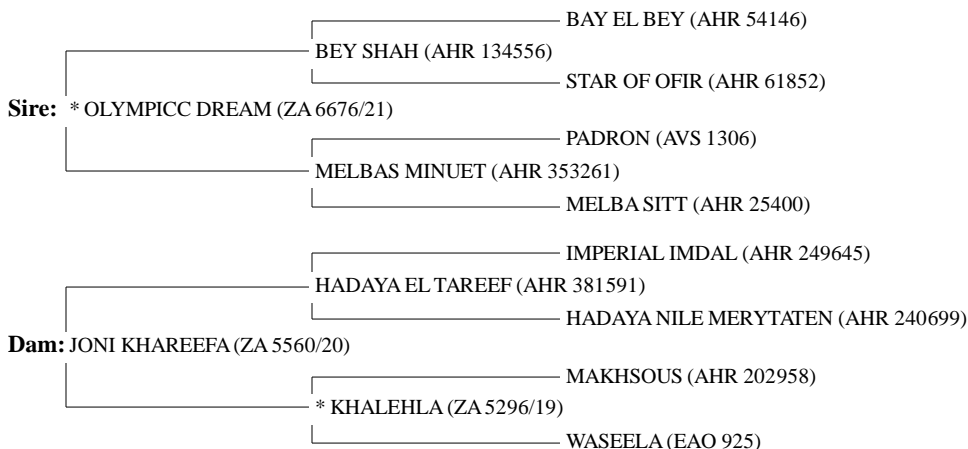 BAY EL BEY (AHR 54146)
BEY SHAH (AHR 134556)
STAR OF OFIR (AHR 61852)
Sire: * OLYMPICC DREAM (ZA 6676/21)
PADRON (AVS 1306)
MELBAS MINUET (AHR 353261)
MELBA SITT (AHR 25400)
IMPERIAL IMDAL (AHR 249645)
HADAYA EL TAREEF (AHR 381591)
HADAYA NILE MERYTATEN (AHR 240699)
Dam: JONI KHAREEFA (ZA 5560/20)
MAKHSOUS (AHR 202958)
* KHALEHLA (ZA 5296/19)
WASEELA (EAO 925)